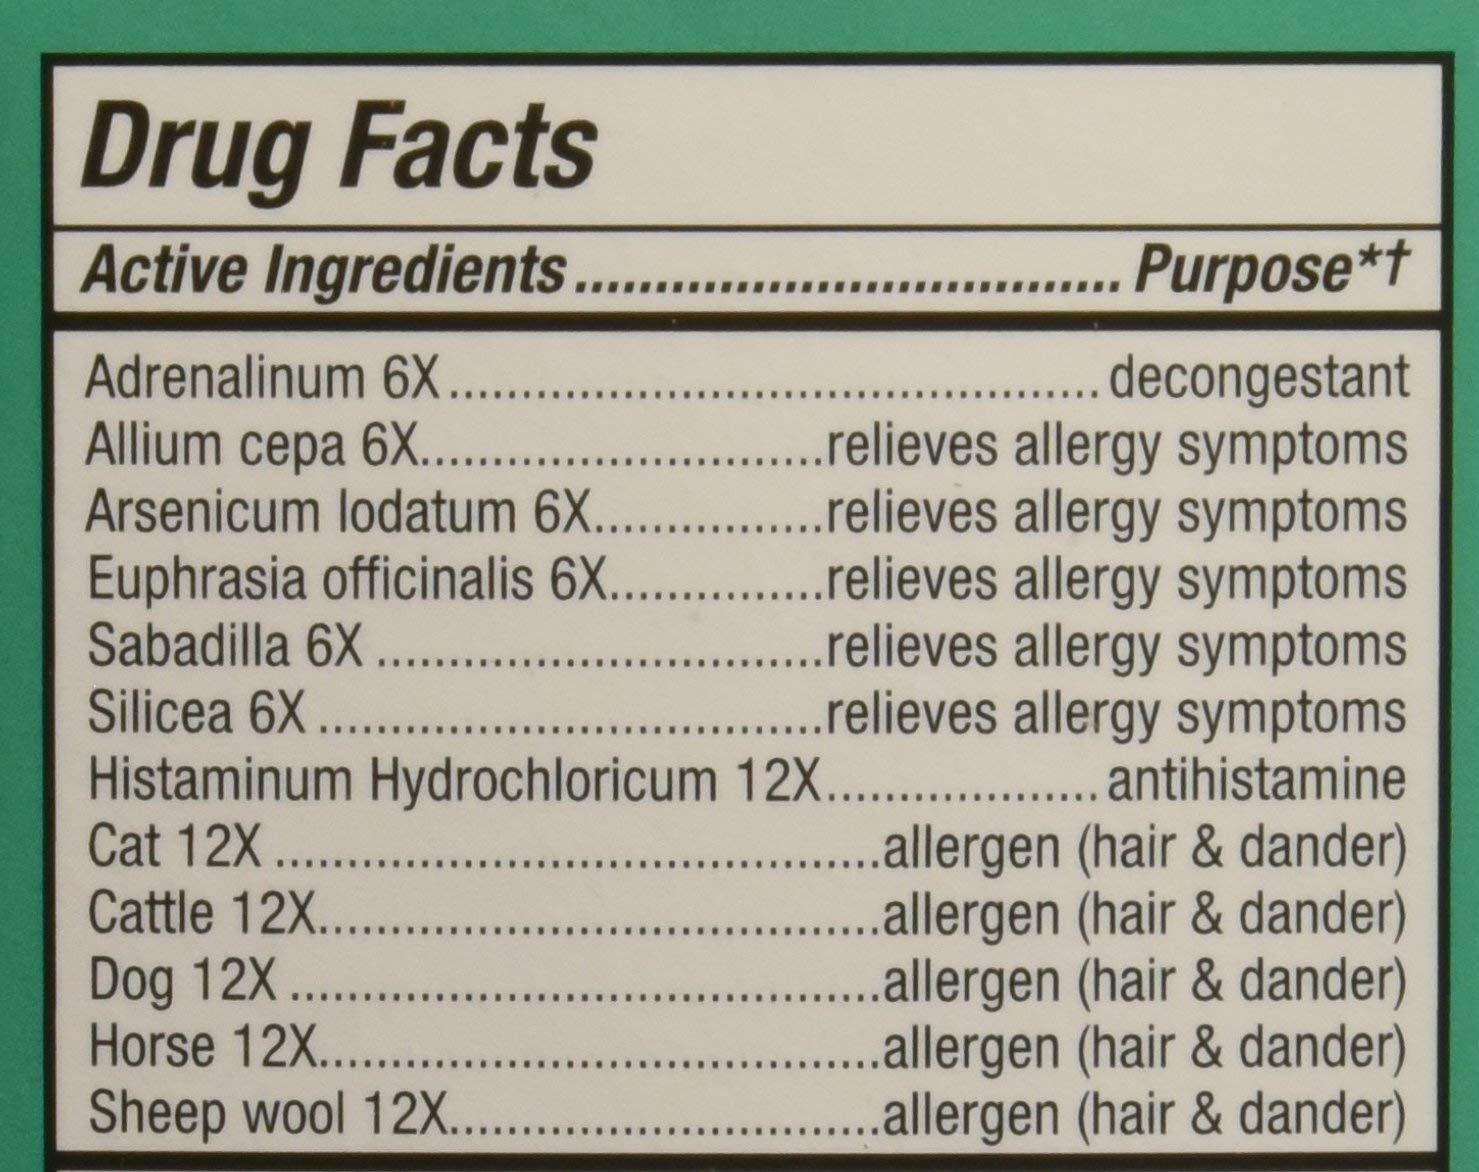 Drug Facts
Active Ingredients.................................. Purpose*†
Adrenalinum 6X............................................. decongestant
Allium cepa 6X............................relieves allergy symptoms
Arsenicum Iodatum 6X................relieves allergy symptoms
Euphrasia officinalis 6X...............relieves allergy symptoms
Sabadilla 6X ...............................relieves allergy symptoms
Silicea 6X ...................................relieves allergy symptoms
Histaminum Hydrochloricum 12X................... antihistamine
Cat 12X ..........................................allergen (hair & dander)
Cattle 12X.......................................allergen (hair & dander)
Dog 12X .........................................allergen (hair & dander)
Horse 12X.......................................allergen (hair & dander)
Sheep wool 12X..............................allergen (hair & dander)